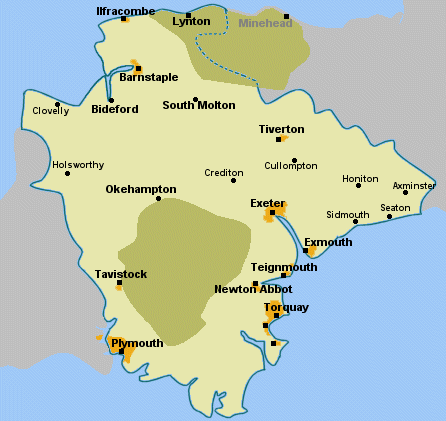 Ilfracombe
Lynton
Minehead
Barnstaple
Clovelly
Bideford
South Molton
Tiverton
Cullompton
Holsworthy
Crediton
Honiton
Axminster
Okehampton
Exeter
Seaton
Sidmouth
Exmouth
Teignmouth
Tavistock
Newton Abbot
Torquay
Plymouth